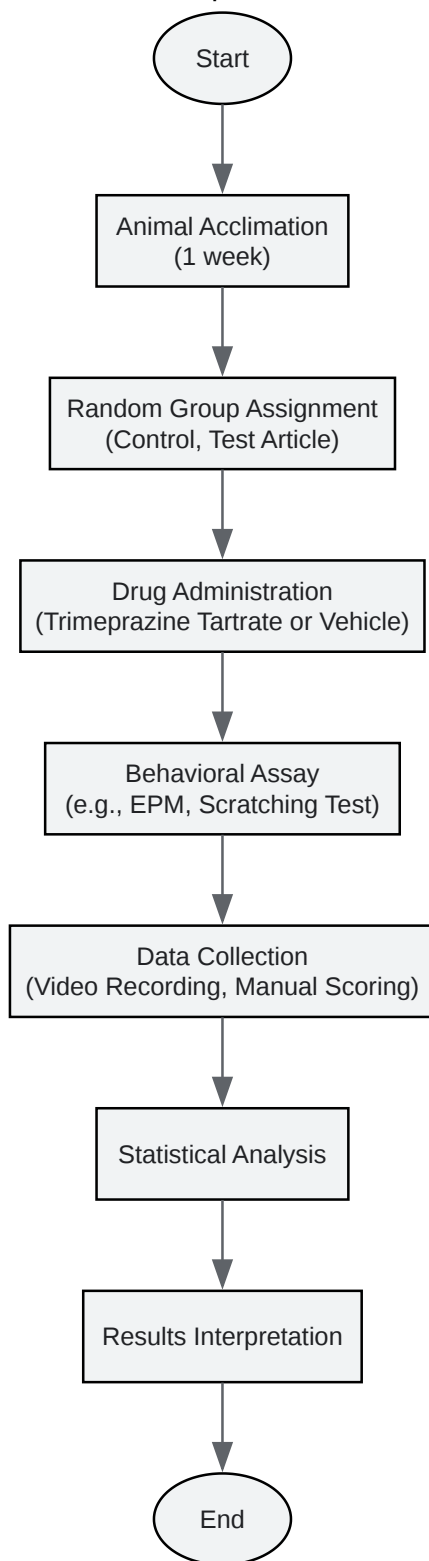 Start
Animal Acclimation
(1 week)
Random Group Assignment
(Control, Test Article)
Drug Administration
(Trimeprazine Tartrate or Vehicle)
Behavioral Assay
(e.g., EPM, Scratching Test)
Data Collection
(Video Recording, Manual Scoring)
Statistical Analysis
Results Interpretation
End